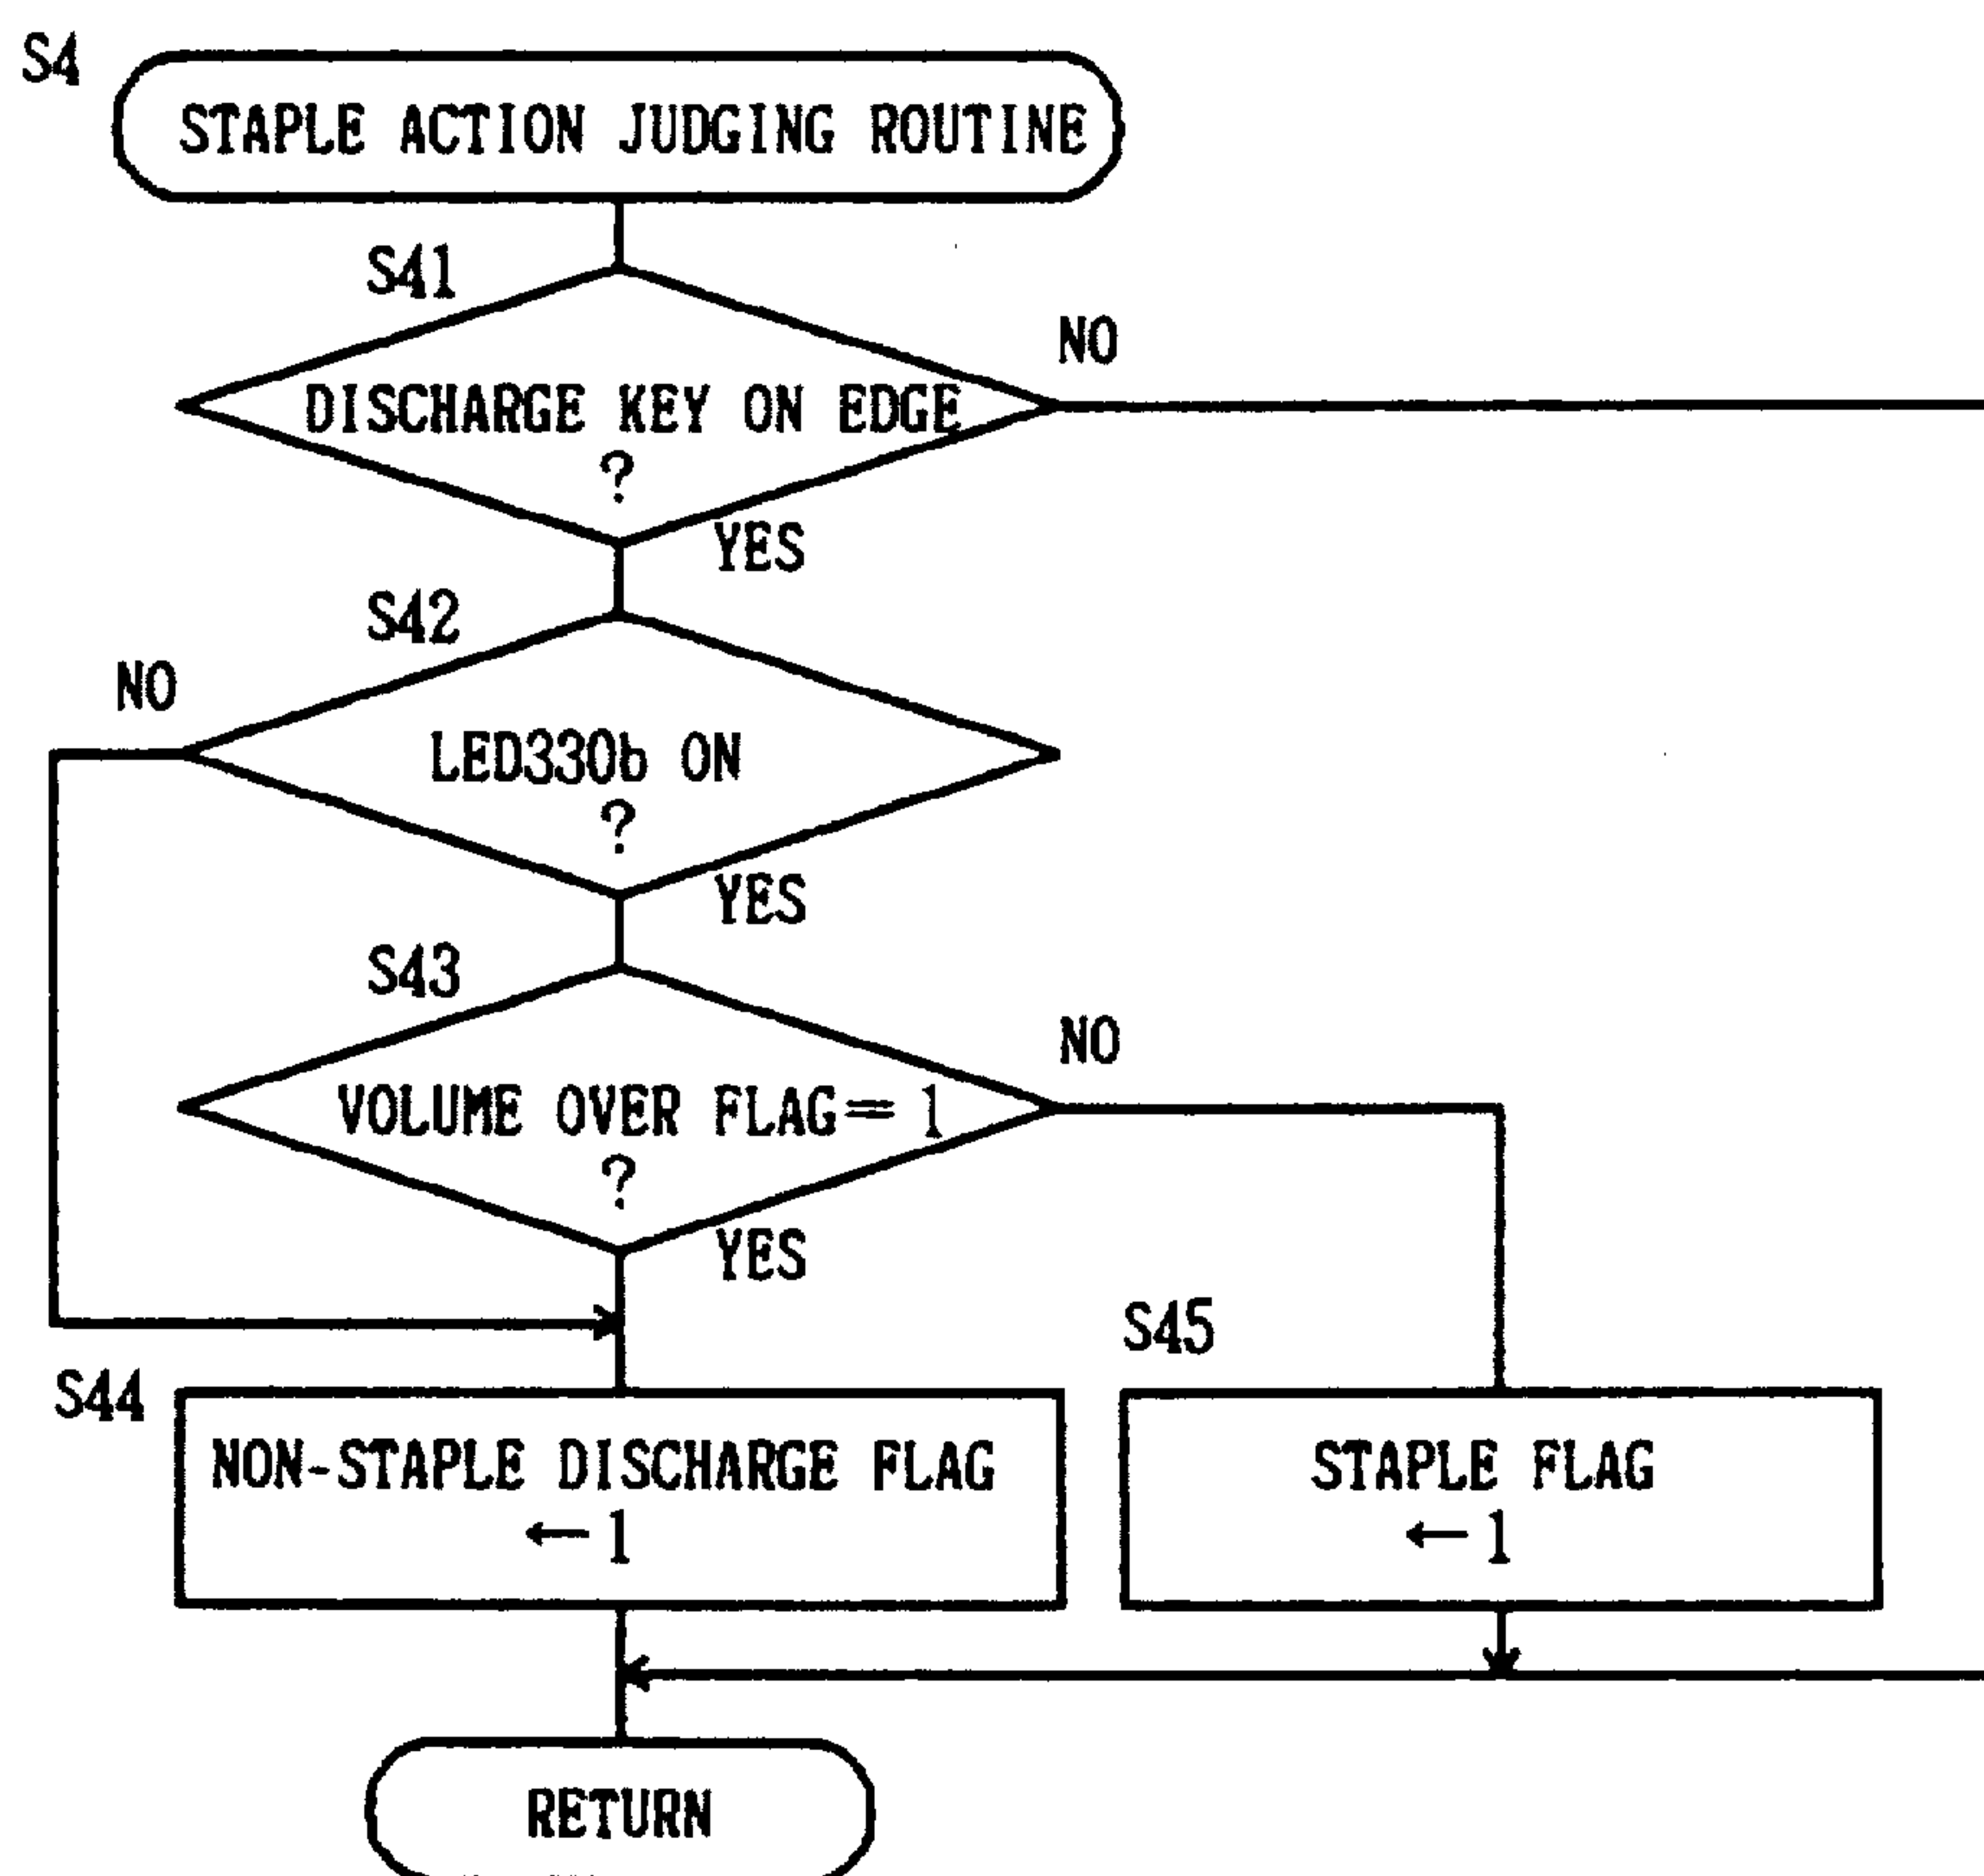 S4
STAPLE ACTION JUDGING ROUTINE
S41
NO
DISCHARGE KEY ON EDGE
?
YES
S42
NO
LED330b ON
?
YES
S43
NO
VOLUME OVER FLAG=1
?
YES
S45
S44
NON-STAPLE DISCHARGE FLAG
←1
STAPLE FLAG
←1
RETURN